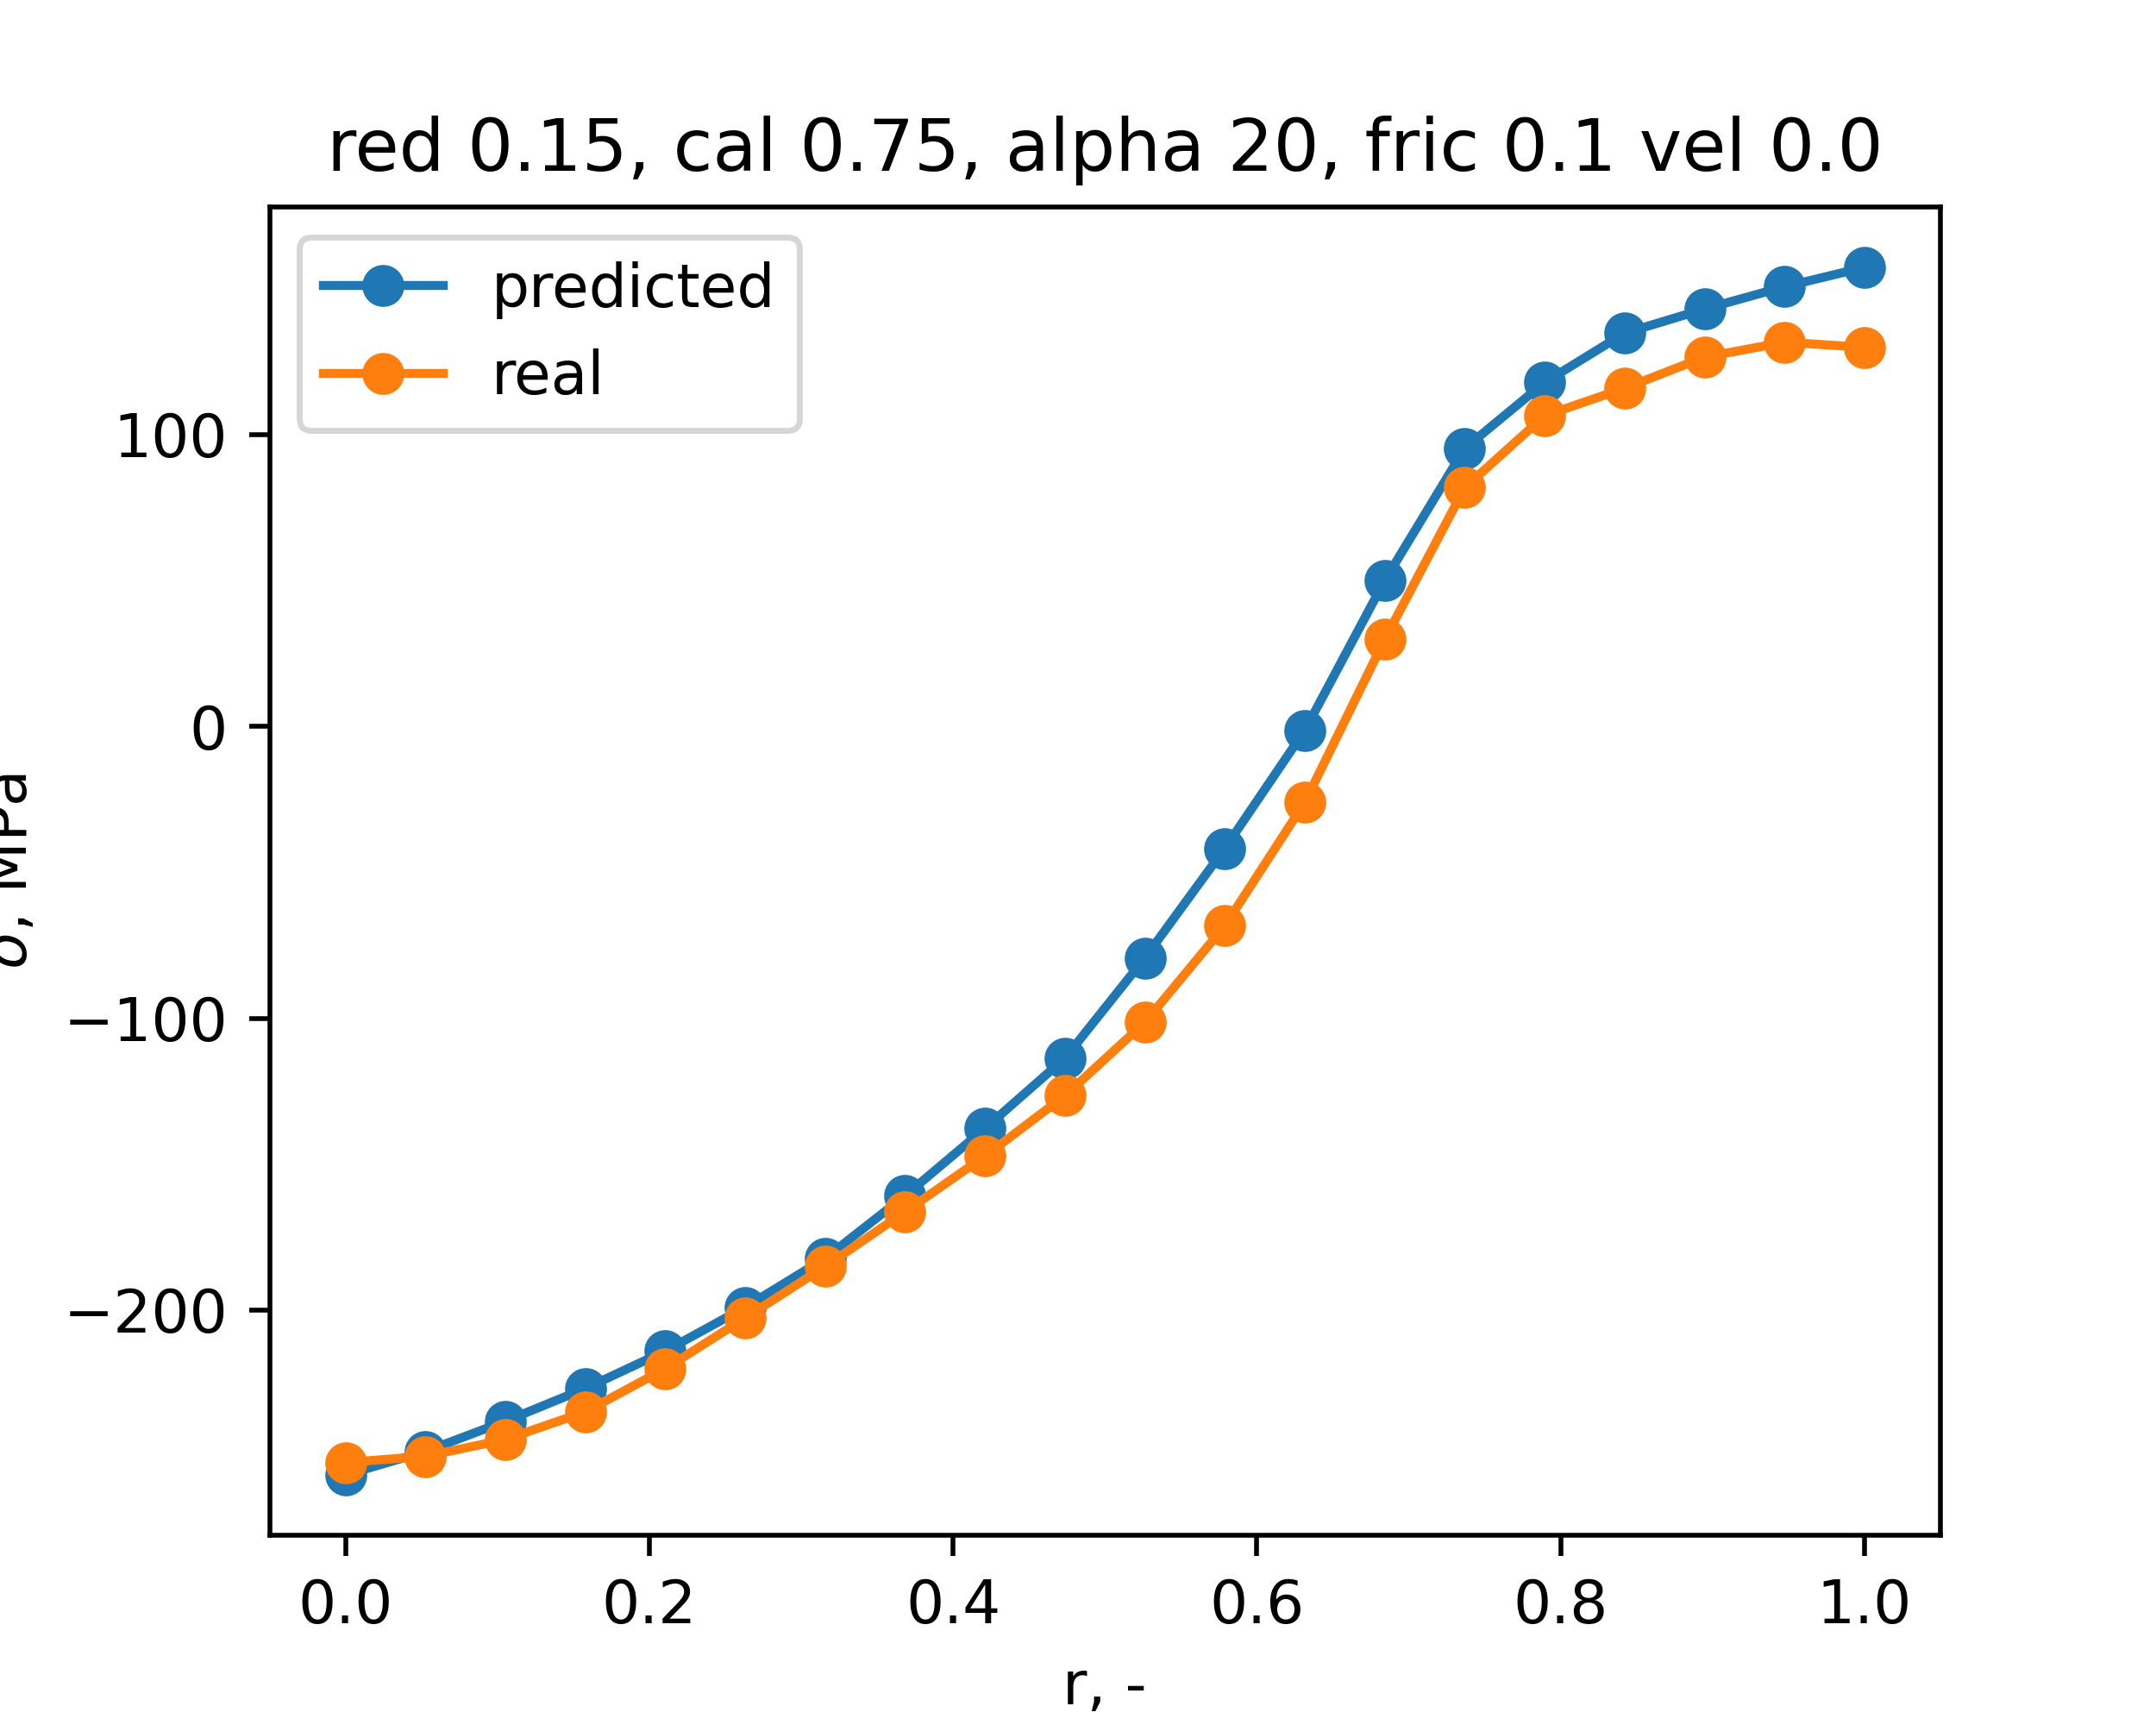 red 0.15, cal 0.75, alpha 20, fric 0.1 vel 0.0
predicted
real
100
0
−100
−200
σ, MPa
0.0 0.2 0.4 0.6 0.8 1.0
r, -